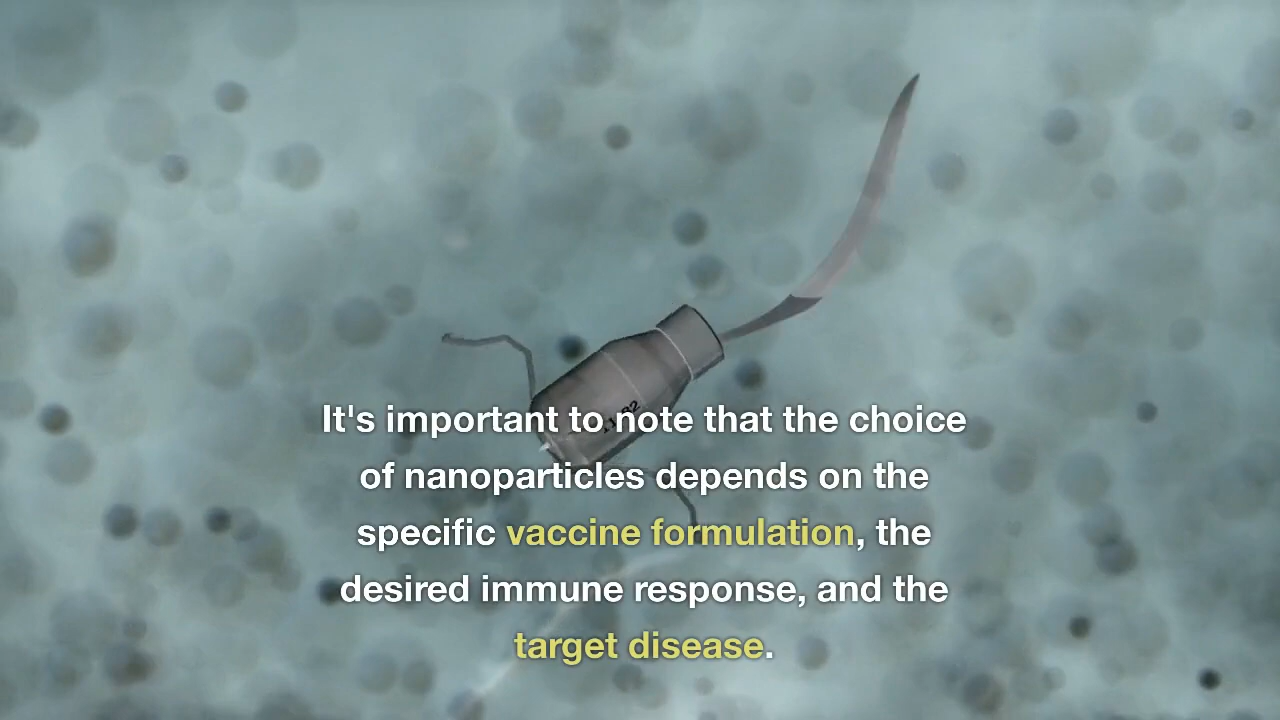 It's important to note that the choice
of nanoparticles depends on the
specific vaccine formulation, the
desired immune response, and the
target disease.